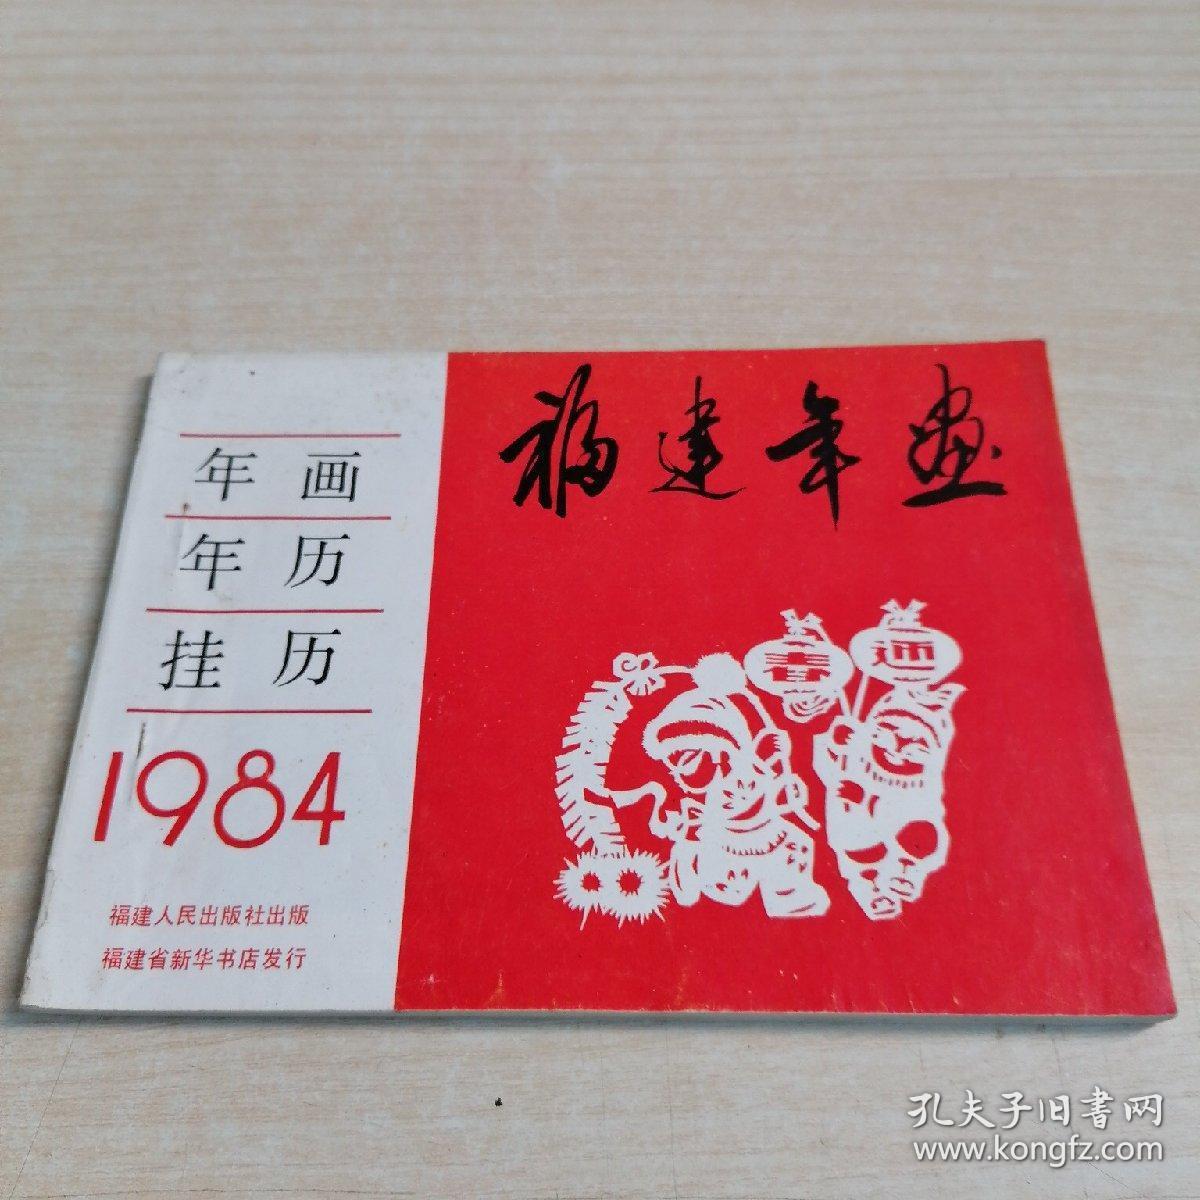 福建年画
年画
年历
挂历
1984
福建人民出版社出版
福建省新华书店发行
春通
孔夫子旧书网
www.kongfz.com